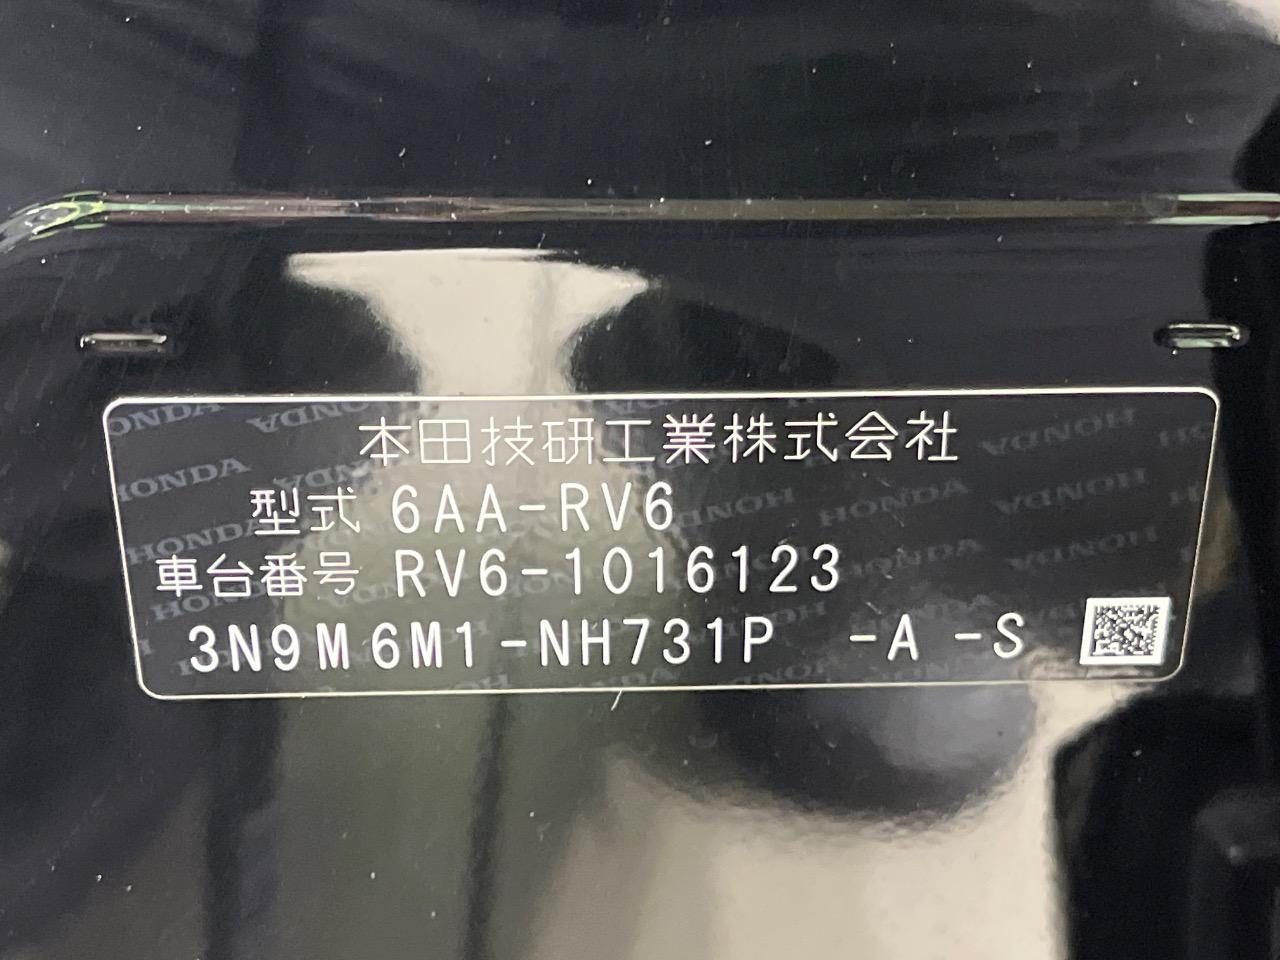 本田技研工業株式会社
型式 6AA-RV6
車台番号 RV6-1016123
3N9M6M1-NH731P -A -S